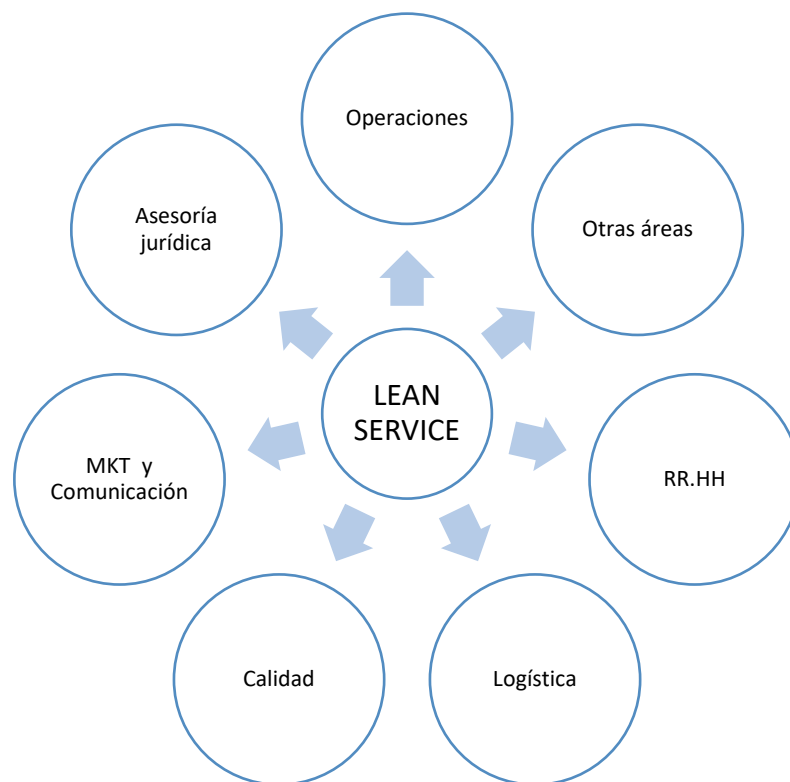 Operaciones
Asesoría
jurídica
Otras áreas
LEAN
SERVICE
MKT y
Comunicación
RR.HH
Calidad
Logística